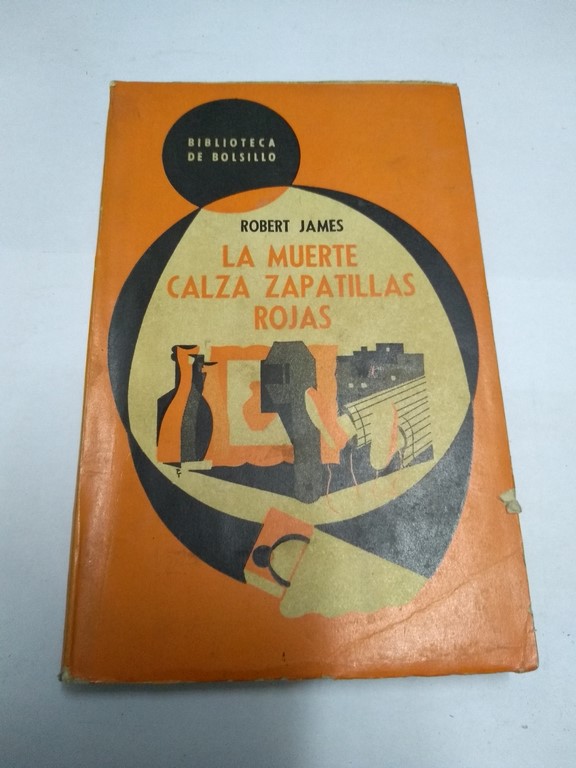 BIBLIOTECA
DE BOLSILLO
ROBERT JAMES
LA MUERTE
CALZA ZAPATILLAS
ROJAS